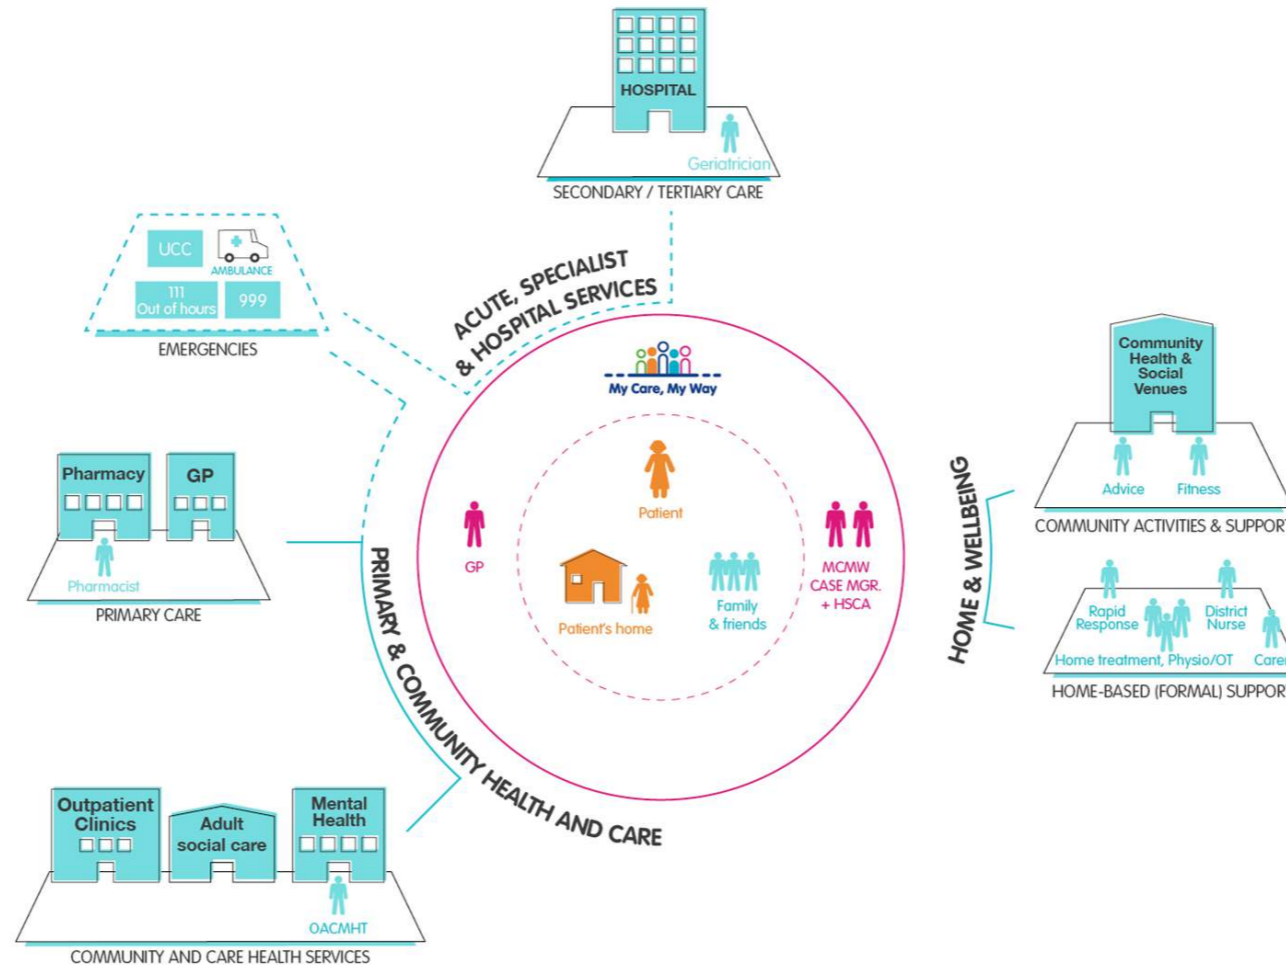 HOSPITAL
Geriatrician
SECONDARY / TERTIARY CARE
UCC
AMBULANCE
111
Out of hours
999
EMERGENCIES
ACUTE, SPECIALIST
& HOSPITAL SERVICES
My Care, My Way
Community
Health &
Social
Venues
Advice
Fitness
COMMUNITY ACTIVITIES & SUPPORT
Pharmacy
GP
Pharmacist
PRIMARY CARE
Patient
GP
MCMW
CASE MGR.
+ HSCA
Patient's home
Family
& friends
HOME & WELLBEING
Rapid
Response
District
Nurse
Home treatment, Physio/OT
Carer
HOME-BASED (FORMAL) SUPPORT
PRIMARY & COMMUNITY HEALTH AND CARE
Outpatient
Clinics
Adult
social care
Mental
Health
OACMHT
COMMUNITY AND CARE HEALTH SERVICES